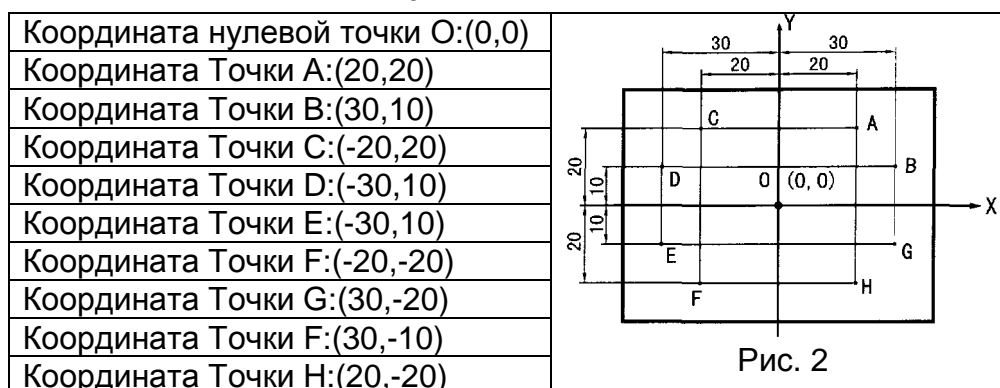 Координата нулевой точки O:(0,0)
Координата Точки A:(20,20)
Координата Точки B:(30,10)
Координата Точки C:(-20,20)
Координата Точки D:(-30,10)
Координата Точки E:(-30,10)
Координата Точки F:(-20,-20)
Координата Точки G:(30,-20)
Координата Точки F:(30,-10)
Координата Точки H:(20,-20)
Y
30 30
20 20
C A
20 10 D O (0, 0) B
X
20 10 E G
F H
Рис. 2